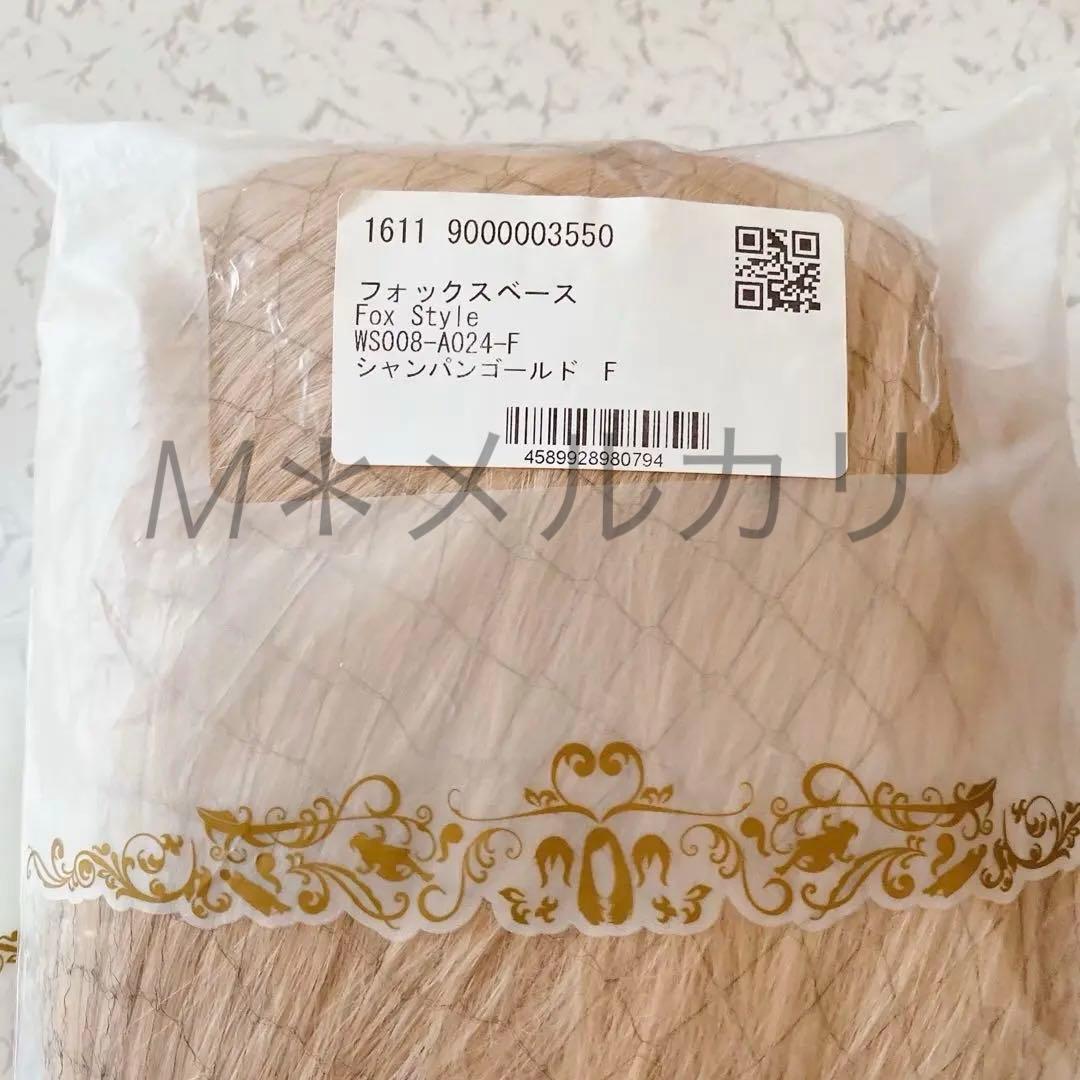 1611 9000003550
フォックスベース
Fox Style
WS008-A024-F
シャンパンゴールド F
4589928980794
M＊メルカリ